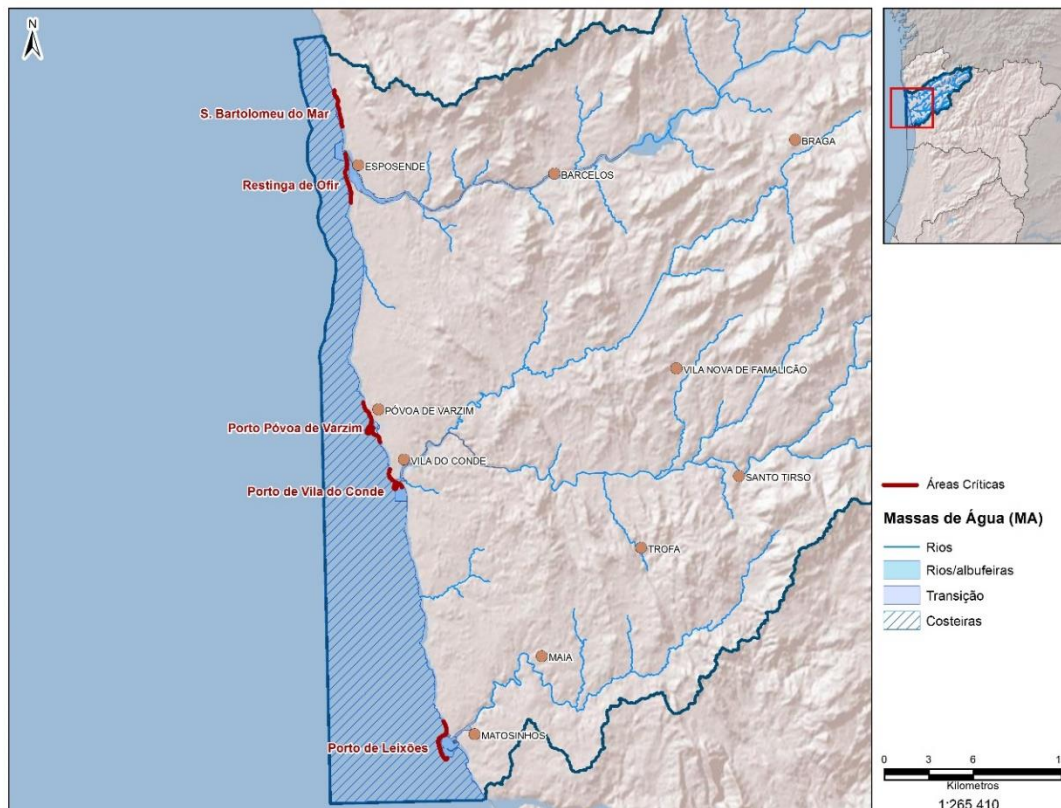 N
S. Bartolomeu do Mar
ESPOSENDE
Restinga de Ofir
BARCELOS
BRAGA
VILA NOVA DE FAMALICÃO
PÓVOA DE VARZIM
Porto Póvoa de Varzim
VILA DO CONDE
Porto de Vila do Conde
SANTO TIRSO
TROFA
MAIA
MATOSINHOS
Porto de Leixões
Áreas Críticas
Massas de Água (MA)
Rios
Rios/albufeiras
Transição
Costeiras
0 3 6
Kilometros
1:265 410